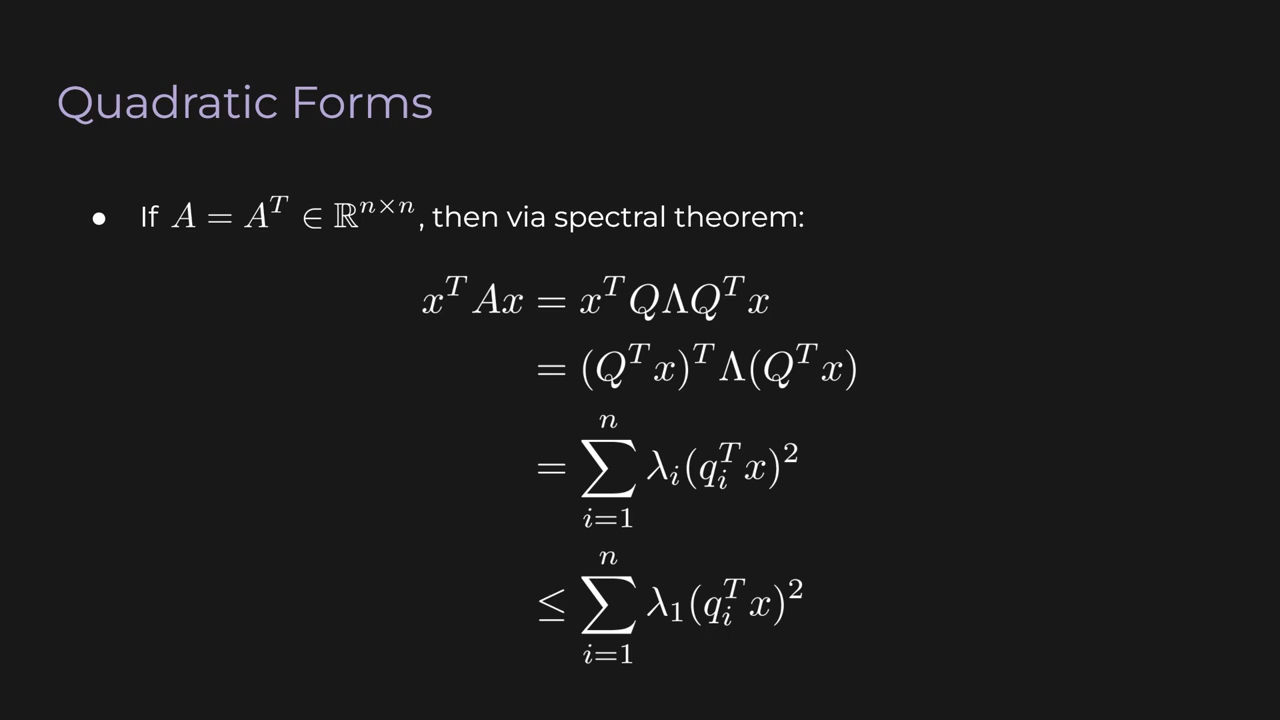 Quadratic Forms
● If $A = A^T \in \mathbb{R}^{n \times n}$, then via spectral theorem:
$x^T A x = x^T Q \Lambda Q^T x$
$= (Q^T x)^T \Lambda (Q^T x)$
$= \sum_{i=1}^{n} \lambda_i (q_i^T x)^2$
$\leq \sum_{i=1}^{n} \lambda_1 (q_i^T x)^2$